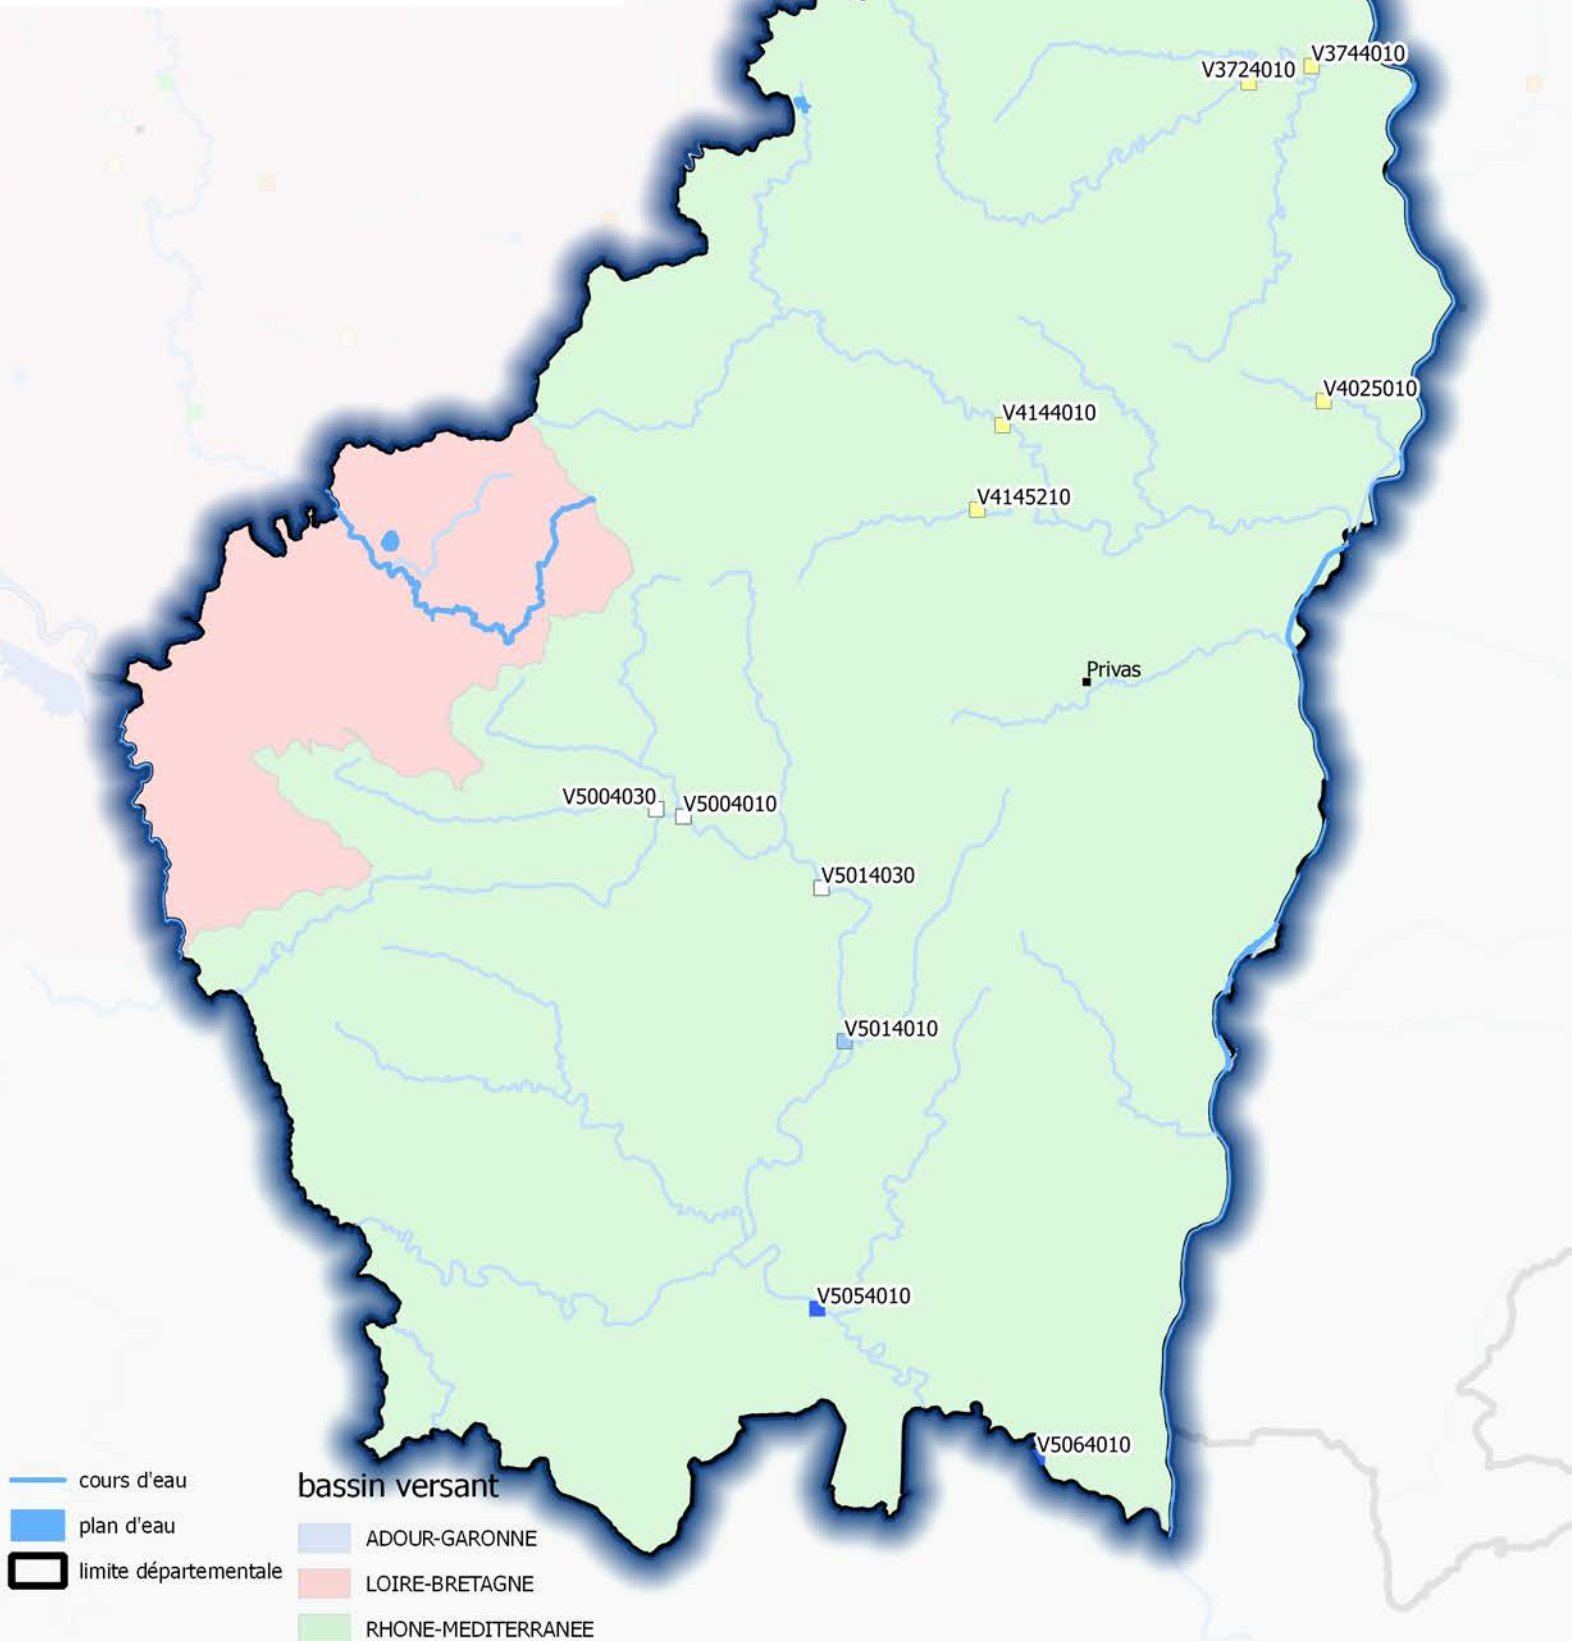 V3744010
V3724010
V4025010
V4144010
V4145210
Privas
V5004030
V5004010
V5014030
V5014010
V5054010
V5064010
cours d'eau
plan d'eau
limite départementale
bassin versant
ADOUR-GARONNE
LOIRE-BRETAGNE
RHONE-MEDITERRANEE